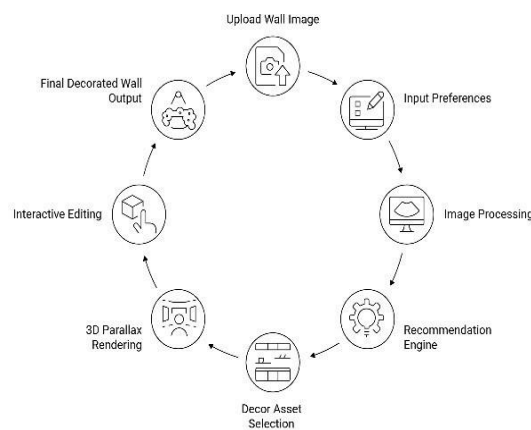 Upload Wall Image
Input Preferences
Image Processing
Recommendation
Engine
Decor Asset
Selection
3D Parallax
Rendering
Interactive Editing
Final Decorated Wall
Output